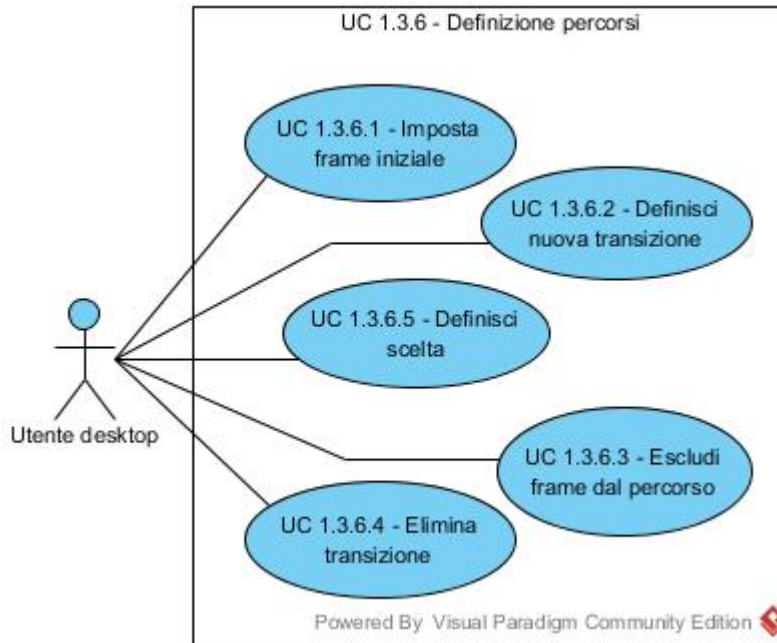 UC 1.3.6 - Definizione percorsi
UC 1.3.6.1 - Imposta
frame iniziale
UC 1.3.6.2 - Definisci
nuova transizione
UC 1.3.6.5 - Definisci
scelta
Utente desktop
UC 1.3.6.3 - Escludi
frame dal percorso
UC 1.3.6.4 - Elimina
transizione
Powered By Visual Paradigm Community Edition